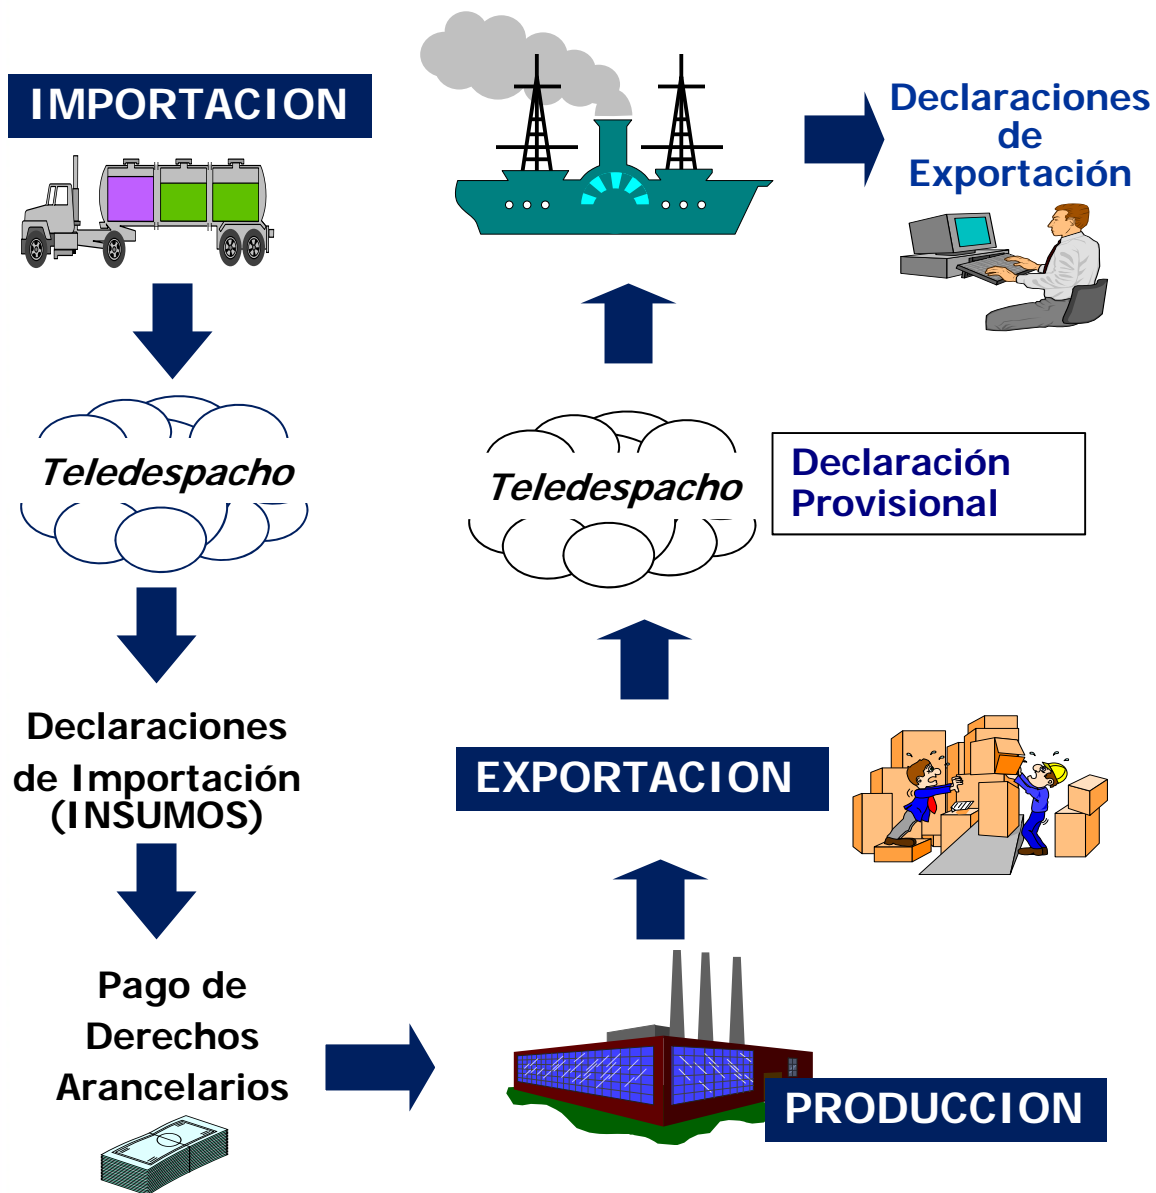 IMPORTACION
Teledespacho
Declaraciones
de Importación
(INSUMOS)
Pago de
Derechos
Arancelarios
PRODUCCION
EXPORTACION
Teledespacho
Declaración
Provisional
Declaraciones
de
Exportación